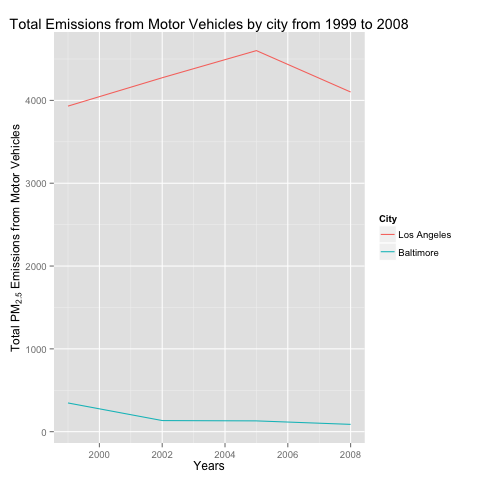 Total Emissions from Motor Vehicles by city from 1999 to 2008
Total PM2.5 Emissions from Motor Vehicles
4000
3000
2000
1000
0
2000
2002
2004
2006
2008
Years
City
Los Angeles
Baltimore